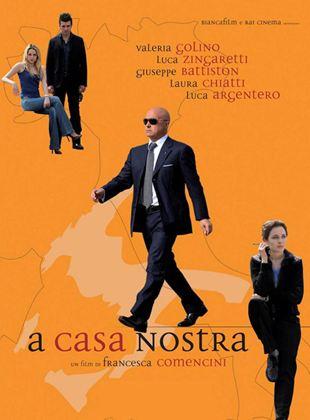 BIANCAFILM E RAI CINEMA
VALERIA GOLINO
LUCA ZINGARETTI
GIUSEPPE BATTISTON
LAURA CHIATTI
LUCA ARGENTERO
A CASA NOSTRA
UN FILM DI FRANCESCA COMENCINI